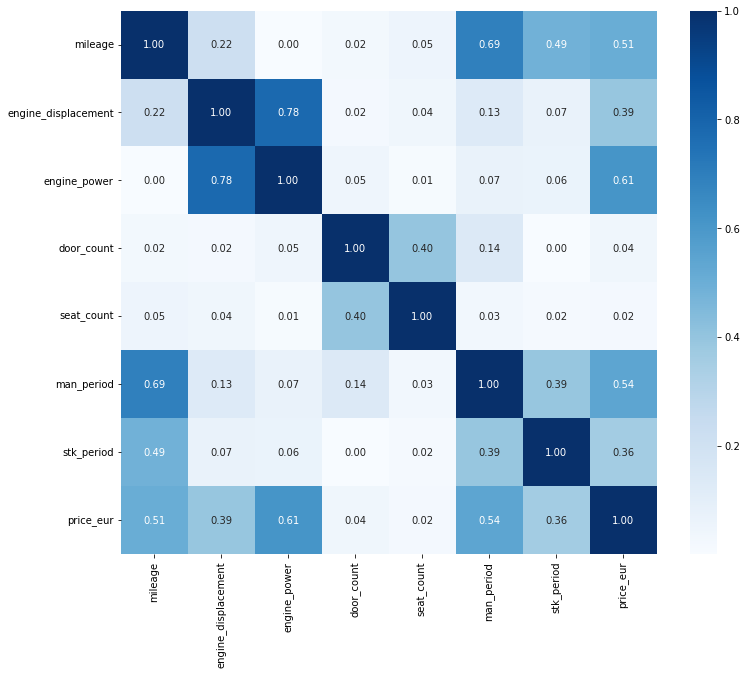 mileage 1.00 0.22 0.00 0.02 0.05 0.69 0.49 0.51
engine_displacement 0.22 1.00 0.78 0.02 0.04 0.13 0.07 0.39
engine_power 0.00 0.78 1.00 0.05 0.01 0.07 0.06 0.61
door_count 0.02 0.02 0.05 1.00 0.40 0.14 0.00 0.04
seat_count 0.05 0.04 0.01 0.40 1.00 0.03 0.02 0.02
man_period 0.69 0.13 0.07 0.14 0.03 1.00 0.39 0.54
stk_period 0.49 0.07 0.06 0.00 0.02 0.39 1.00 0.36
price_eur 0.51 0.39 0.61 0.04 0.02 0.54 0.36 1.00
mileage engine_displacement engine_power door_count seat_count man_period stk_period price_eur
1.0
0.8
0.6
0.4
0.2